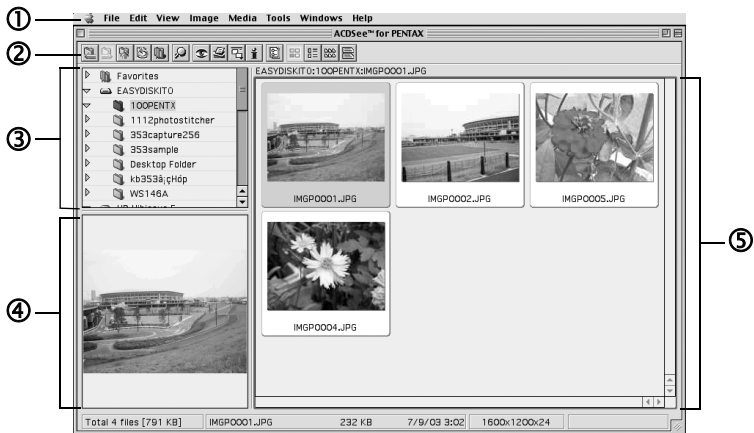 ①
File Edit View Image Media Tools Windows Help
ACDSee™ for PENTAX
②
EASYDISKIT0:100PENTX:IMGP0001.JPG
③
Favorites
EASYDISKIT0
100PENTX
1112photostitcher
353capture256
353sample
Desktop Folder
kb353â¡çHóp
WS146A
④
IMGP0001.JPG
IMGP0002.JPG
IMGP0005.JPG
IMGP0004.JPG
⑤
Total 4 files [791 KB]
IMGP0001.JPG 232 KB 7/9/03 3:02
1600x1200x24